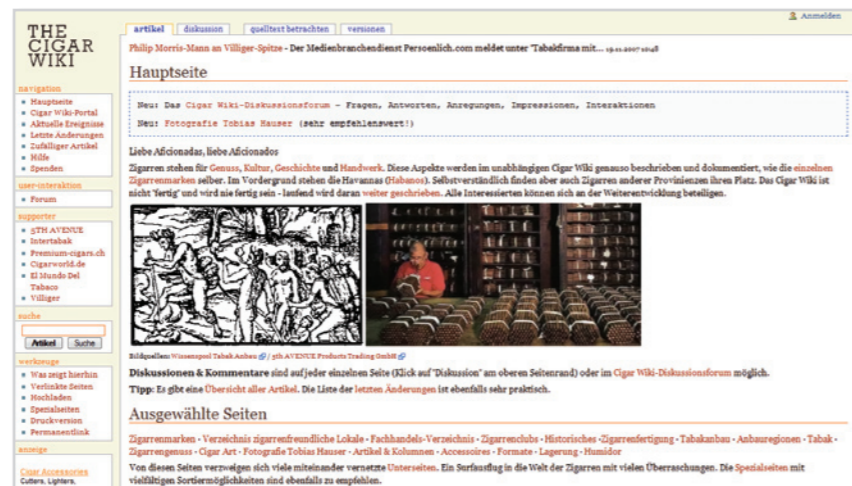 Anmelden
THE
CIGAR
WIKI
artikel diskussion quelltext betrachten versionen
Philip Morris-Mann an Villiger-Spitze - Der Medienbranchendienst Persoenlich.com meldet unter "Tabakfirma mit... 19.11.2007 10:48
Hauptseite
Neu: Das Cigar Wiki-Diskussionsforum - Fragen, Antworten, Anregungen, Impressionen, Interaktionen
Neu: Fotografie Tobias Hauser (sehr empfehlenswert!)
Liebe Aficionadas, liebe Aficionados
Zigarren stehen für Genuss, Kultur, Geschichte und Handwerk. Diese Aspekte werden im unabhängigen Cigar Wiki genauso beschrieben und dokumentiert, wie die einzelnen
Zigarrenmarken selber. Im Vordergrund stehen die Havannas (Habanos). Selbstverständlich finden aber auch Zigarren anderer Provinienzen ihren Platz. Das Cigar Wiki ist
nicht "fertig" und wird nie fertig sein - laufend wird daran weiter geschrieben. Alle Interessierten können sich an der Weiterentwicklung beteiligen.
Bildquellen: Wissenspool Tabak Anbau / 5th AVENUE Products Trading GmbH
Diskussionen & Kommentare sind auf jeder einzelnen Seite (Klick auf "Diskussion" am oberen Seitenrand) oder im Cigar Wiki-Diskussionsforum möglich.
Tipp: Es gibt eine Übersicht aller Artikel. Die Liste der letzten Änderungen ist ebenfalls sehr praktisch.
Ausgewählte Seiten
Zigarrenmarken - Verzeichnis zigarrenfreundliche Lokale - Fachhandels-Verzeichnis - Zigarrenclubs - Historisches - Zigarrenfertigung - Tabakanbau - Anbauregionen - Tabak -
Zigarrengenuss - Cigar Art - Fotografie Tobias Hauser - Artikel & Kolumnen - Accessoires - Formate - Lagerung - Humidor
Von diesen Seiten verzweigen sich viele miteinander vernetzte Unterseiten. Ein Surfausflug in die Welt der Zigarren mit vielen Überraschungen. Die Spezialseiten mit
vielfältigen Sortiermöglichkeiten sind ebenfalls zu empfehlen.
navigation
Hauptseite
Cigar Wiki-Portal
Aktuelle Ereignisse
Letzte Änderungen
Zufälliger Artikel
Hilfe
Spenden
user-interaktion
Forum
supporter
5TH AVENUE
Intertabak
Premium-cigars.ch
Cigarworld.de
El Mundo Del
Tabaco
Villiger
suche
Artikel Suche
werkzeuge
Was zeigt hierhin
Verlinkte Seiten
Hochladen
Spezialseiten
Druckversion
Permanentlink
anzeige
Cigar Accessories
Cutters, Lighters,